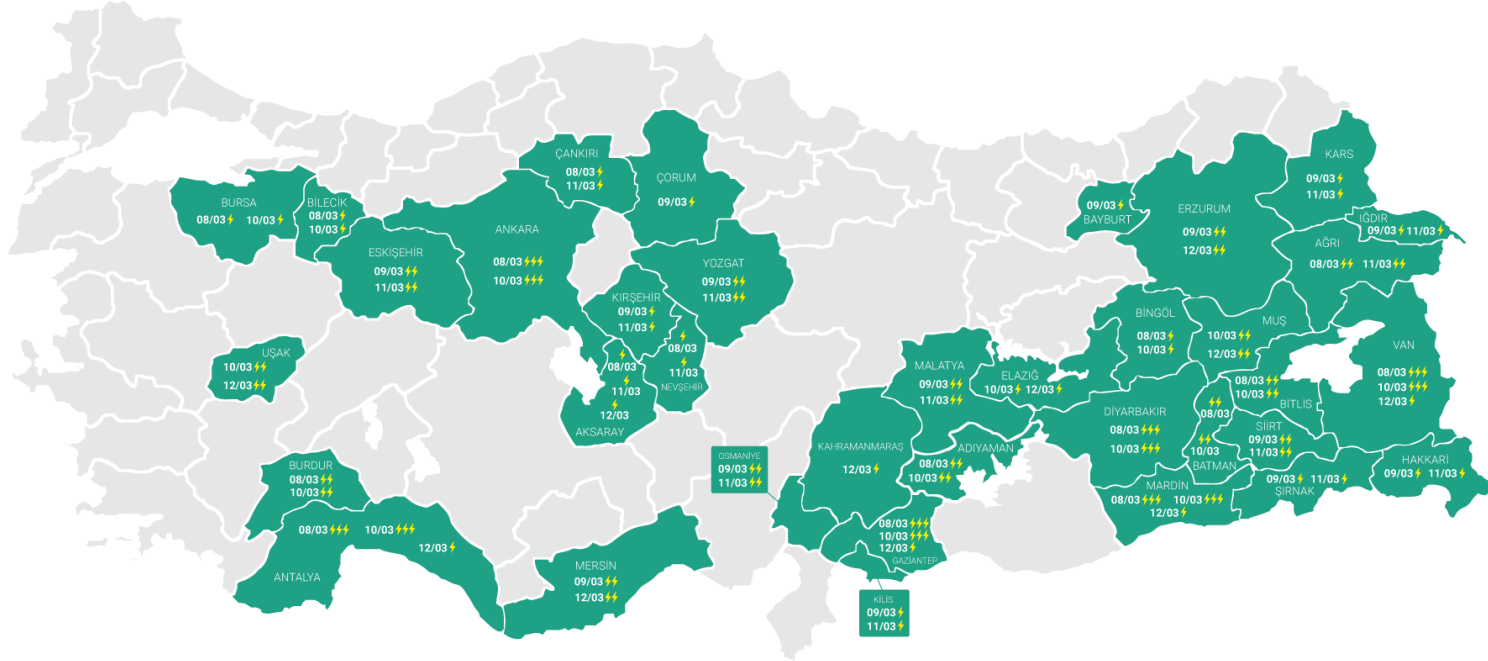 ÇANKIRI
08/03
11/03
ÇORUM
09/03
KARS
09/03
11/03
BURSA
08/03 10/03
BİLECİK
08/03
10/03
ANKARA
08/03
10/03
ESKİŞEHİR
09/03
11/03
YOZGAT
09/03
11/03
09/03
BAYBURT
ERZURUM
09/03
12/03
IĞDIR
09/03 11/03
AĞRI
08/03 11/03
KIRŞEHİR
09/03
11/03
08/03
11/03
NEVŞEHİR
08/03
11/03
12/03
AKSARAY
UŞAK
10/03
12/03
BİNGÖL
08/03
10/03
MUŞ
10/03
12/03
VAN
08/03
10/03
12/03
MALATYA
09/03
11/03
ELAZIĞ
10/03 12/03
08/03
10/03
BİTLİS
DİYARBAKIR
08/03
10/03
08/03
10/03
BATMAN
SİİRT
09/03
11/03
KAHRAMANMARAŞ
12/03
ADIYAMAN
08/03
10/03
OSMANİYE
09/03
11/03
HAKKARİ
09/03 11/03
09/03 11/03
ŞIRNAK
MARDİN
08/03 10/03
12/03
BURDUR
08/03
10/03
08/03 10/03
12/03
ANTALYA
MERSİN
09/03
12/03
08/03
10/03
12/03
GAZİANTEP
KİLİS
09/03
11/03